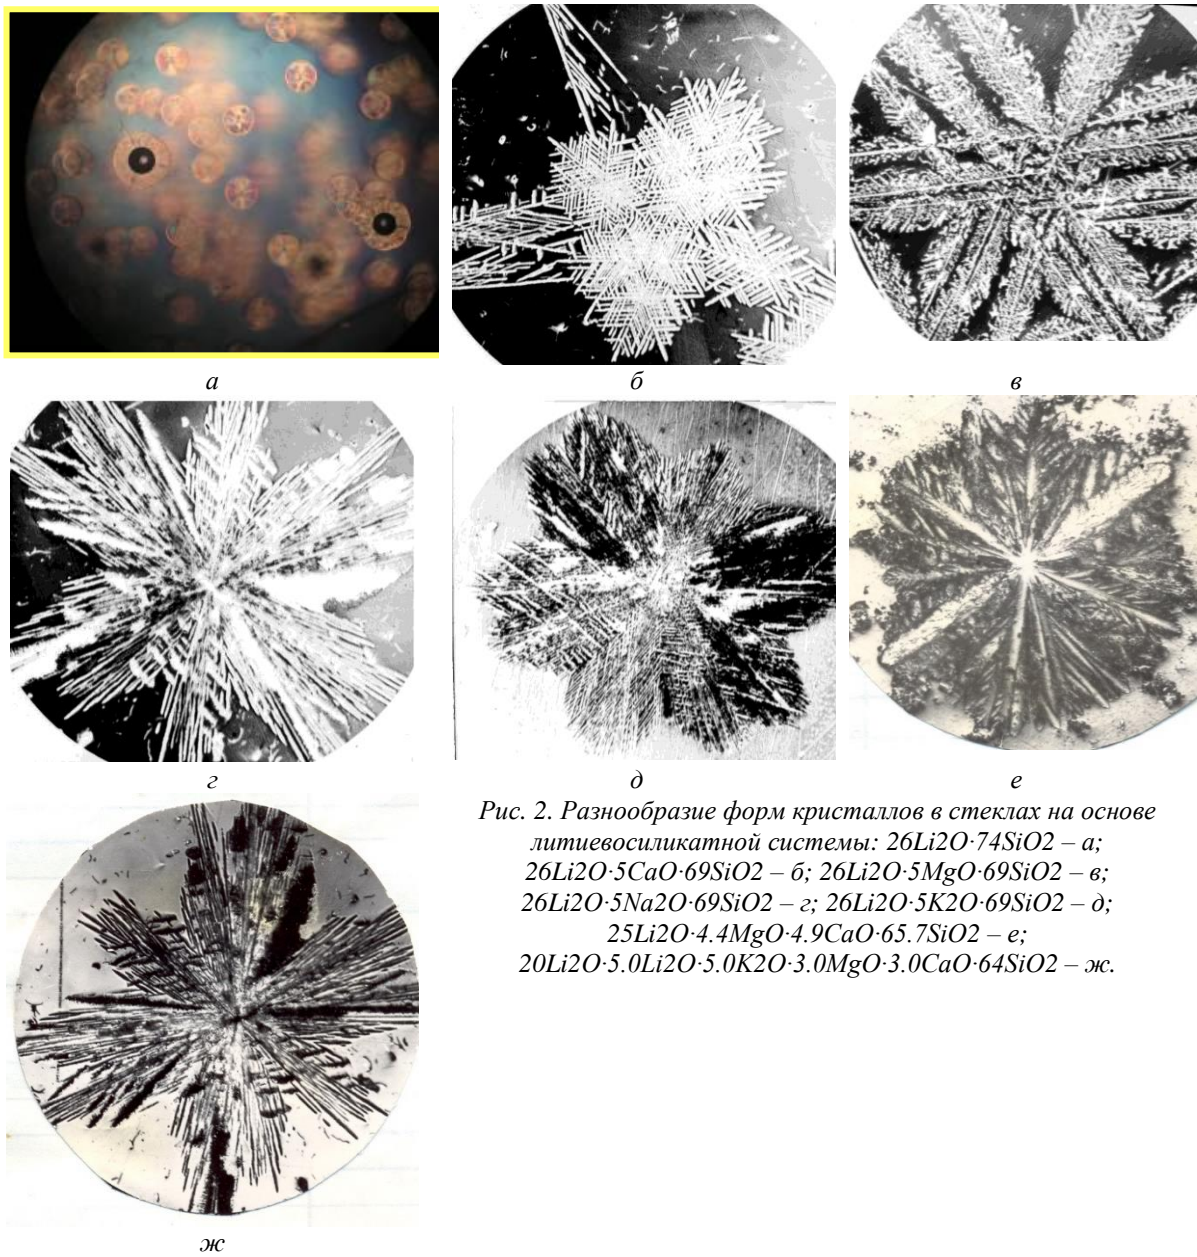 а
б
в
г
д
е
Рис. 2. Разнообразие форм кристаллов в стеклах на основе
литиевосиликатной системы: 26Li2O·74SiO2 – а;
26Li2O·5CaO·69SiO2 – б; 26Li2O·5MgO·69SiO2 – в;
26Li2O·5Na2O·69SiO2 – г; 26Li2O·5K2O·69SiO2 – д;
25Li2O·4.4MgO·4.9CaO·65.7SiO2 – е;
20Li2O·5.0Li2O·5.0K2O·3.0MgO·3.0CaO·64SiO2 – ж.
ж